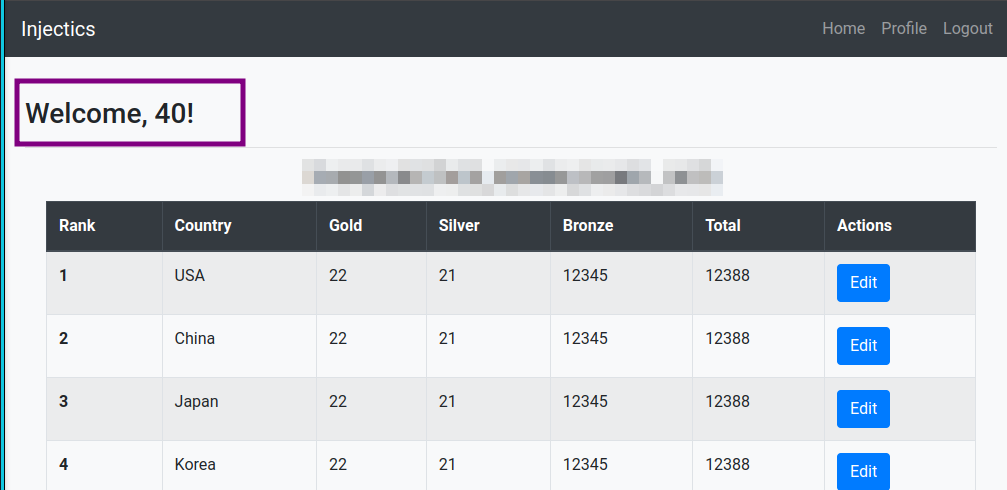 Injectics Home Profile Logout
Welcome, 40!
Rank Country Gold Silver Bronze Total Actions
1 USA 22 21 12345 12388 Edit
2 China 22 21 12345 12388 Edit
3 Japan 22 21 12345 12388 Edit
4 Korea 22 21 12345 12388 Edit